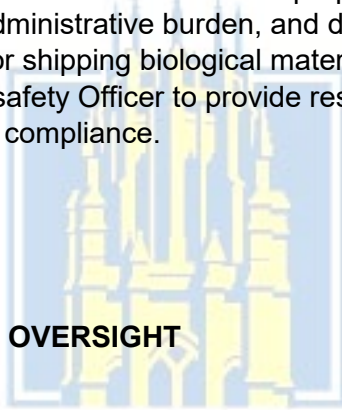 dministrative burden, and d
or shipping biological mater
safety Officer to provide res
compliance.
OVERSIGHT